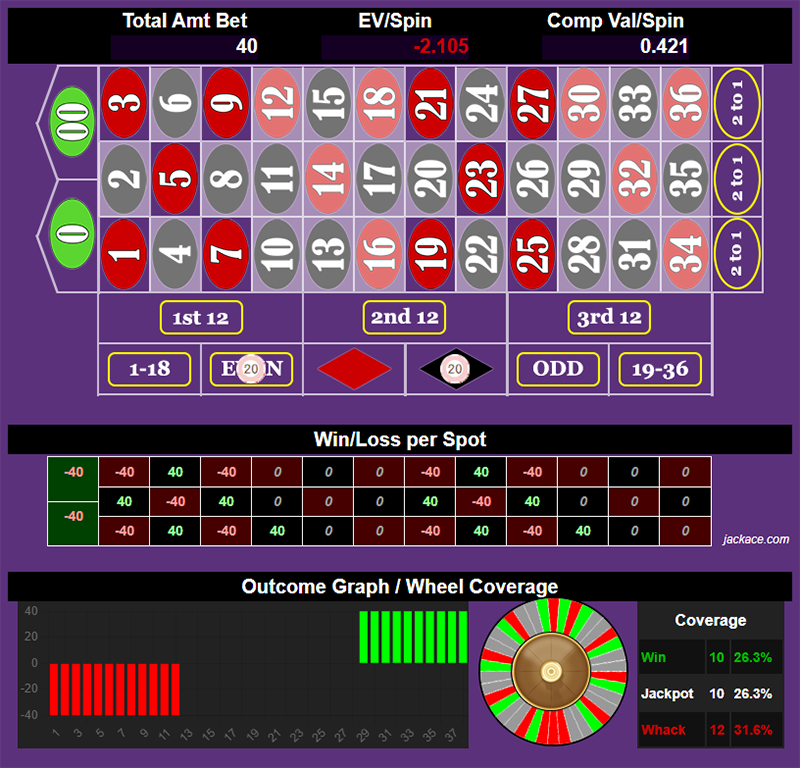 Total Amt Bet EV/Spin Comp Val/Spin
40 -2.105 0.421
00 3 6 9 12 15 18 21 24 27 30 33 36 2 to 1
2 5 8 11 14 17 20 23 26 29 32 35 2 to 1
0 1 4 7 10 13 16 19 22 25 28 31 34 2 to 1
1st 12 2nd 12 3rd 12
1-18 20 20 ODD 19-36
Win/Loss per Spot
-40 -40 40 -40 0 0 0 -40 40 -40 0 0 0
40 -40 40 0 0 0 40 -40 40 0 0 0
-40 -40 40 -40 40 0 0 -40 40 -40 40 0 0
jackace.com
Outcome Graph / Wheel Coverage
40
20
0
-20
-40
1 3 5 7 9 11 13 15 17 19 21 23 25 27 29 31 33 35 37
Coverage
Win 10 26.3%
Jackpot 10 26.3%
Whack 12 31.6%